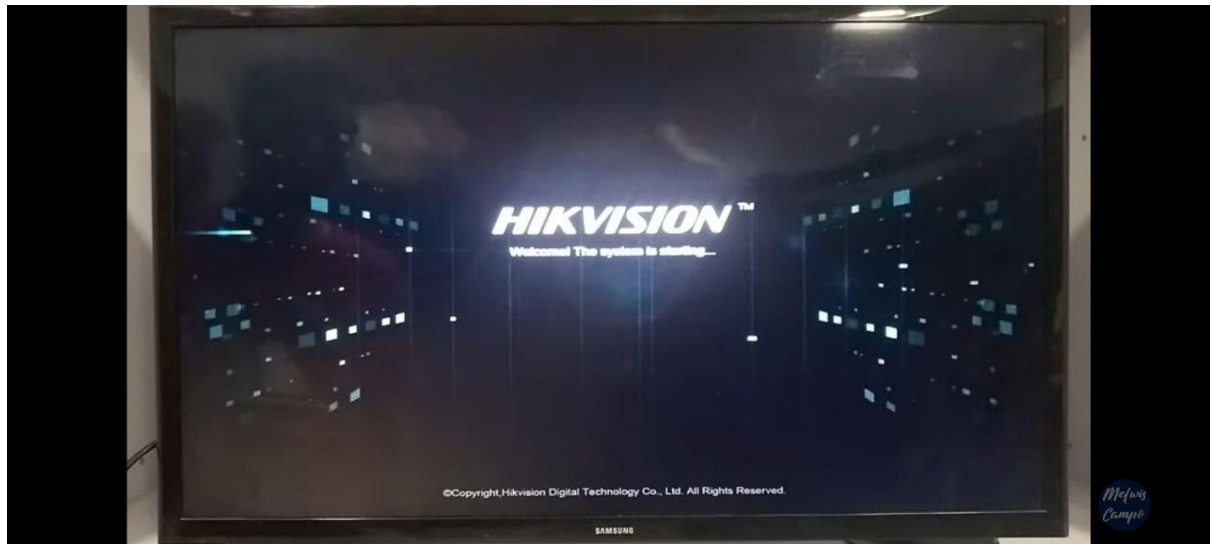 HIKVISION™
Welcome! The system is starting...
©Copyright,Hikvision Digital Technology Co., Ltd. All Rights Reserved.
SAMSUNG
Melwis
Campo